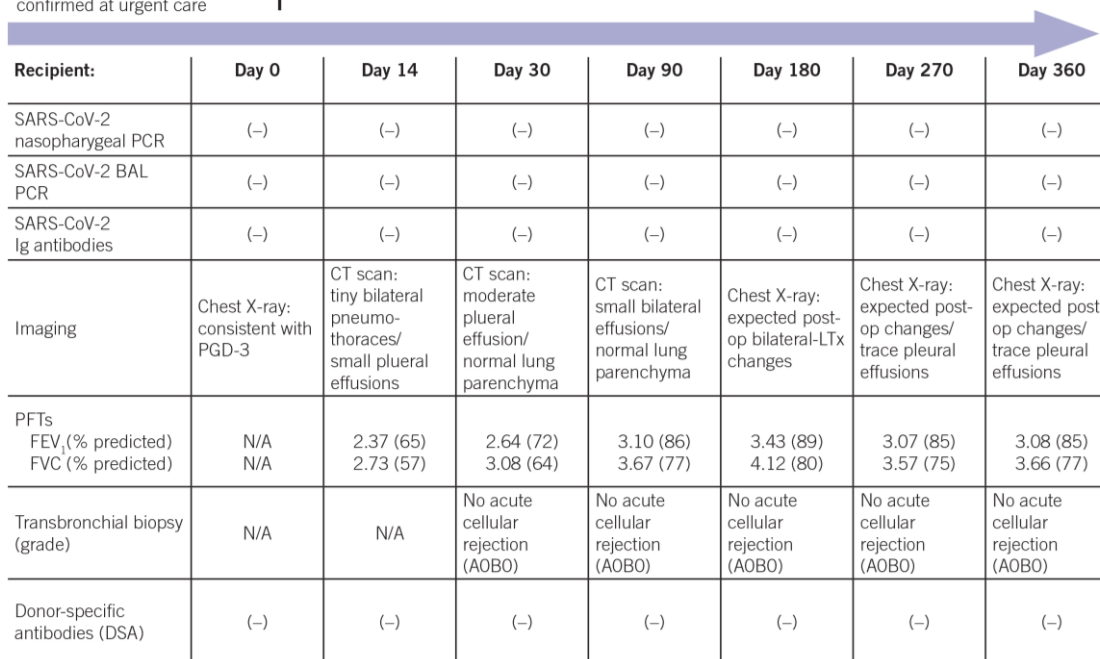 confirmed at urgent care
Recipient: Day 0 Day 14 Day 30 Day 90 Day 180 Day 270 Day 360
SARS-CoV-2
nasopharygeal PCR (–) (–) (–) (–) (–) (–) (–)
SARS-CoV-2 BAL
PCR (–) (–) (–) (–) (–) (–) (–)
SARS-CoV-2
Ig antibodies (–) (–) (–) (–) (–) (–) (–)
Imaging
Chest X-ray:
consistent with
PGD-3
CT scan:
tiny bilateral
pneumo-
thoraces/
small plueral
effusions
CT scan:
moderate
plueral
effusion/
normal lung
parenchyma
CT scan:
small bilateral
effusions/
normal lung
parenchyma
Chest X-ray:
expected post-
op bilateral-LTx
changes
Chest X-ray:
expected post-
op changes/
trace pleural
effusions
Chest X-ray:
expected post
op changes/
trace pleural
effusions
PFTs
FEV₁(% predicted) N/A 2.37 (65) 2.64 (72) 3.10 (86) 3.43 (89) 3.07 (85) 3.08 (85)
FVC (% predicted) N/A 2.73 (57) 3.08 (64) 3.67 (77) 4.12 (80) 3.57 (75) 3.66 (77)
Transbronchial biopsy
(grade)
N/A
N/A
No acute
cellular
rejection
(A0B0)
No acute
cellular
rejection
(A0B0)
No acute
cellular
rejection
(A0B0)
No acute
cellular
rejection
(A0B0)
No acute
cellular
rejection
(A0B0)
Donor-specific
antibodies (DSA) (–) (–) (–) (–) (–) (–) (–)